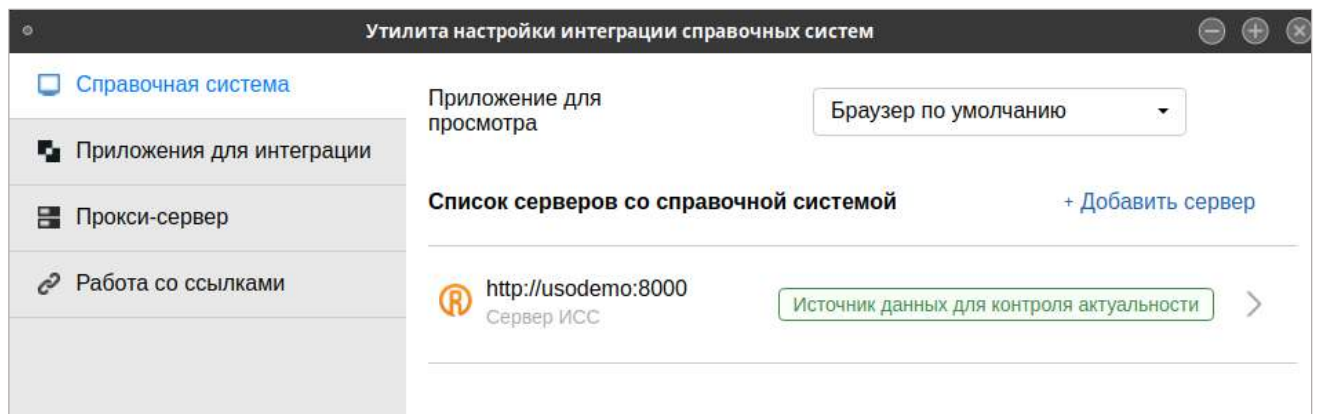 Утилита настройки интеграции справочных систем
Справочная система
Приложения для интеграции
Прокси-сервер
Работа со ссылками
Приложение для
просмотра
Браузер по умолчанию
Список серверов со справочной системой
+ Добавить сервер
http://usodemo:8000
Сервер ИСС
Источник данных для контроля актуальности